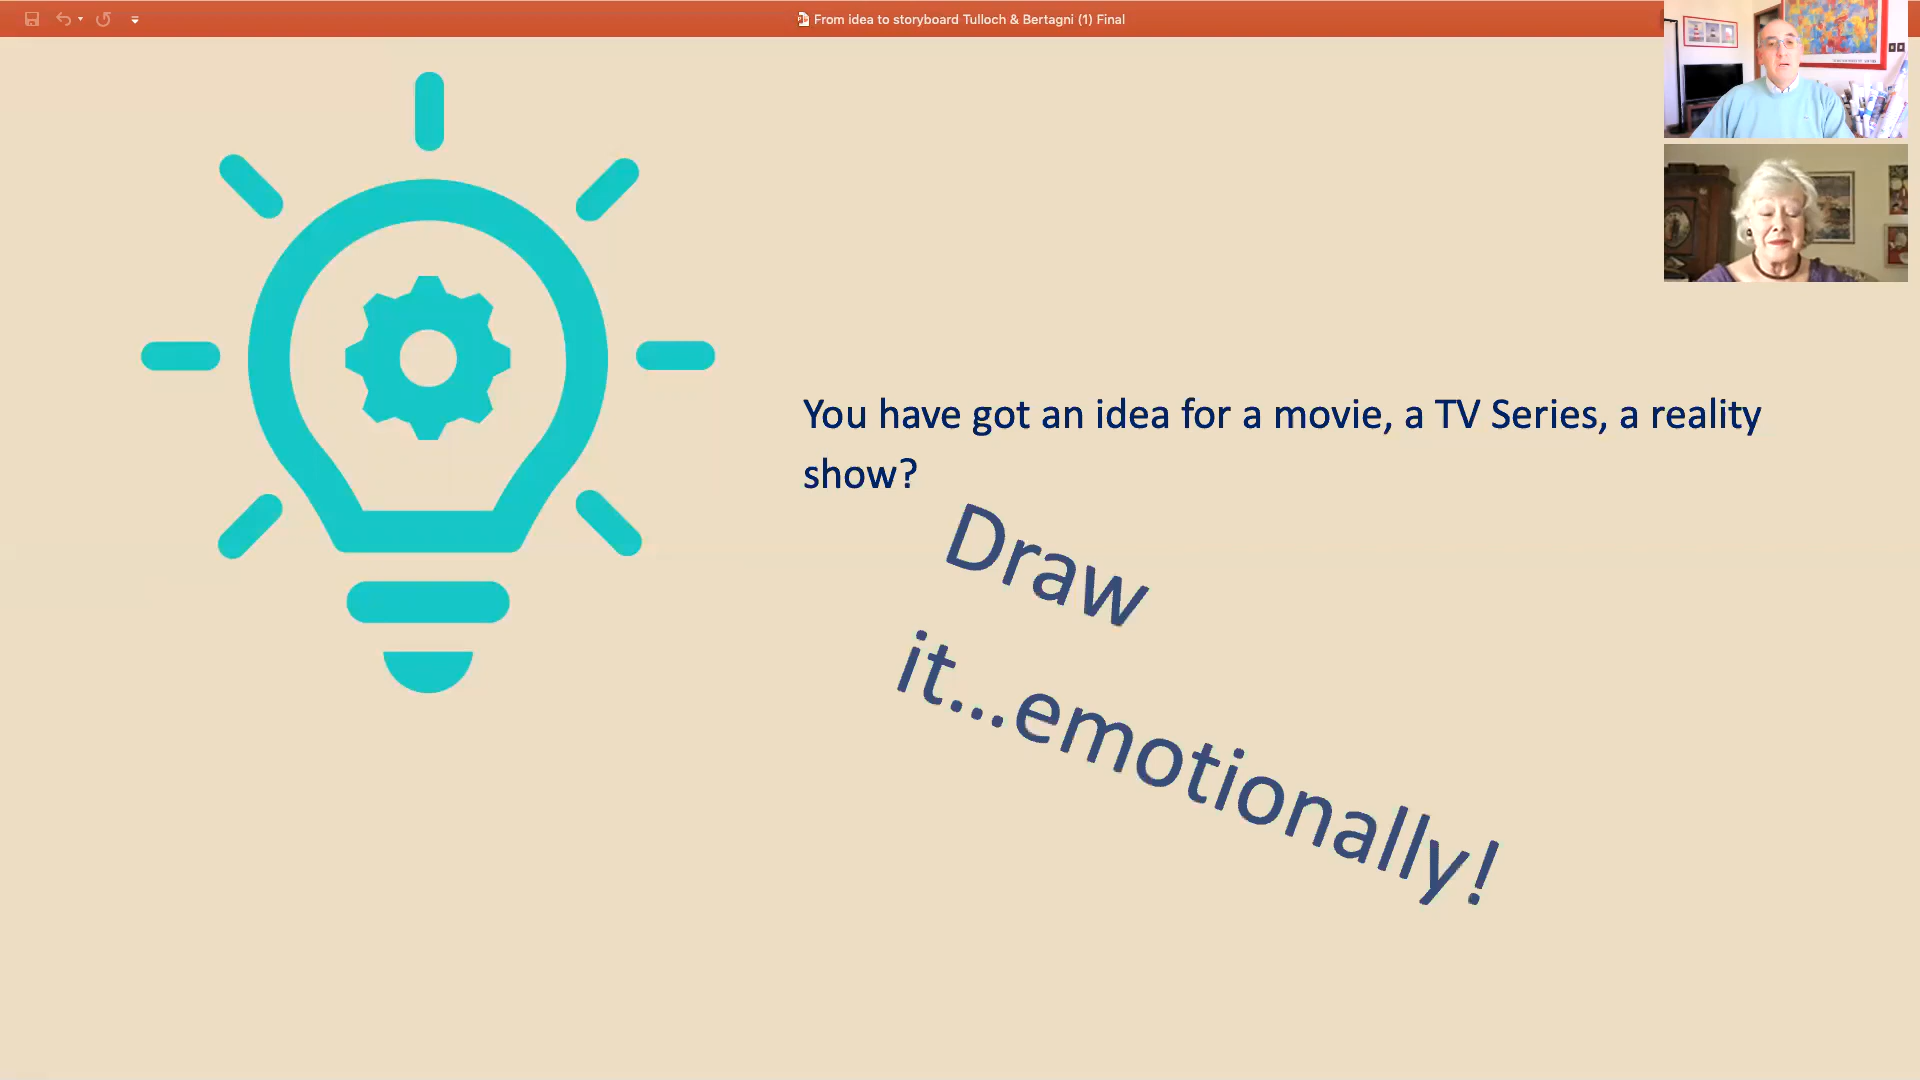 From idea to storyboard Tulloch & Bertagni (1) Final
You have got an idea for a movie, a TV Series, a reality
show?
Draw
it...emotionally!